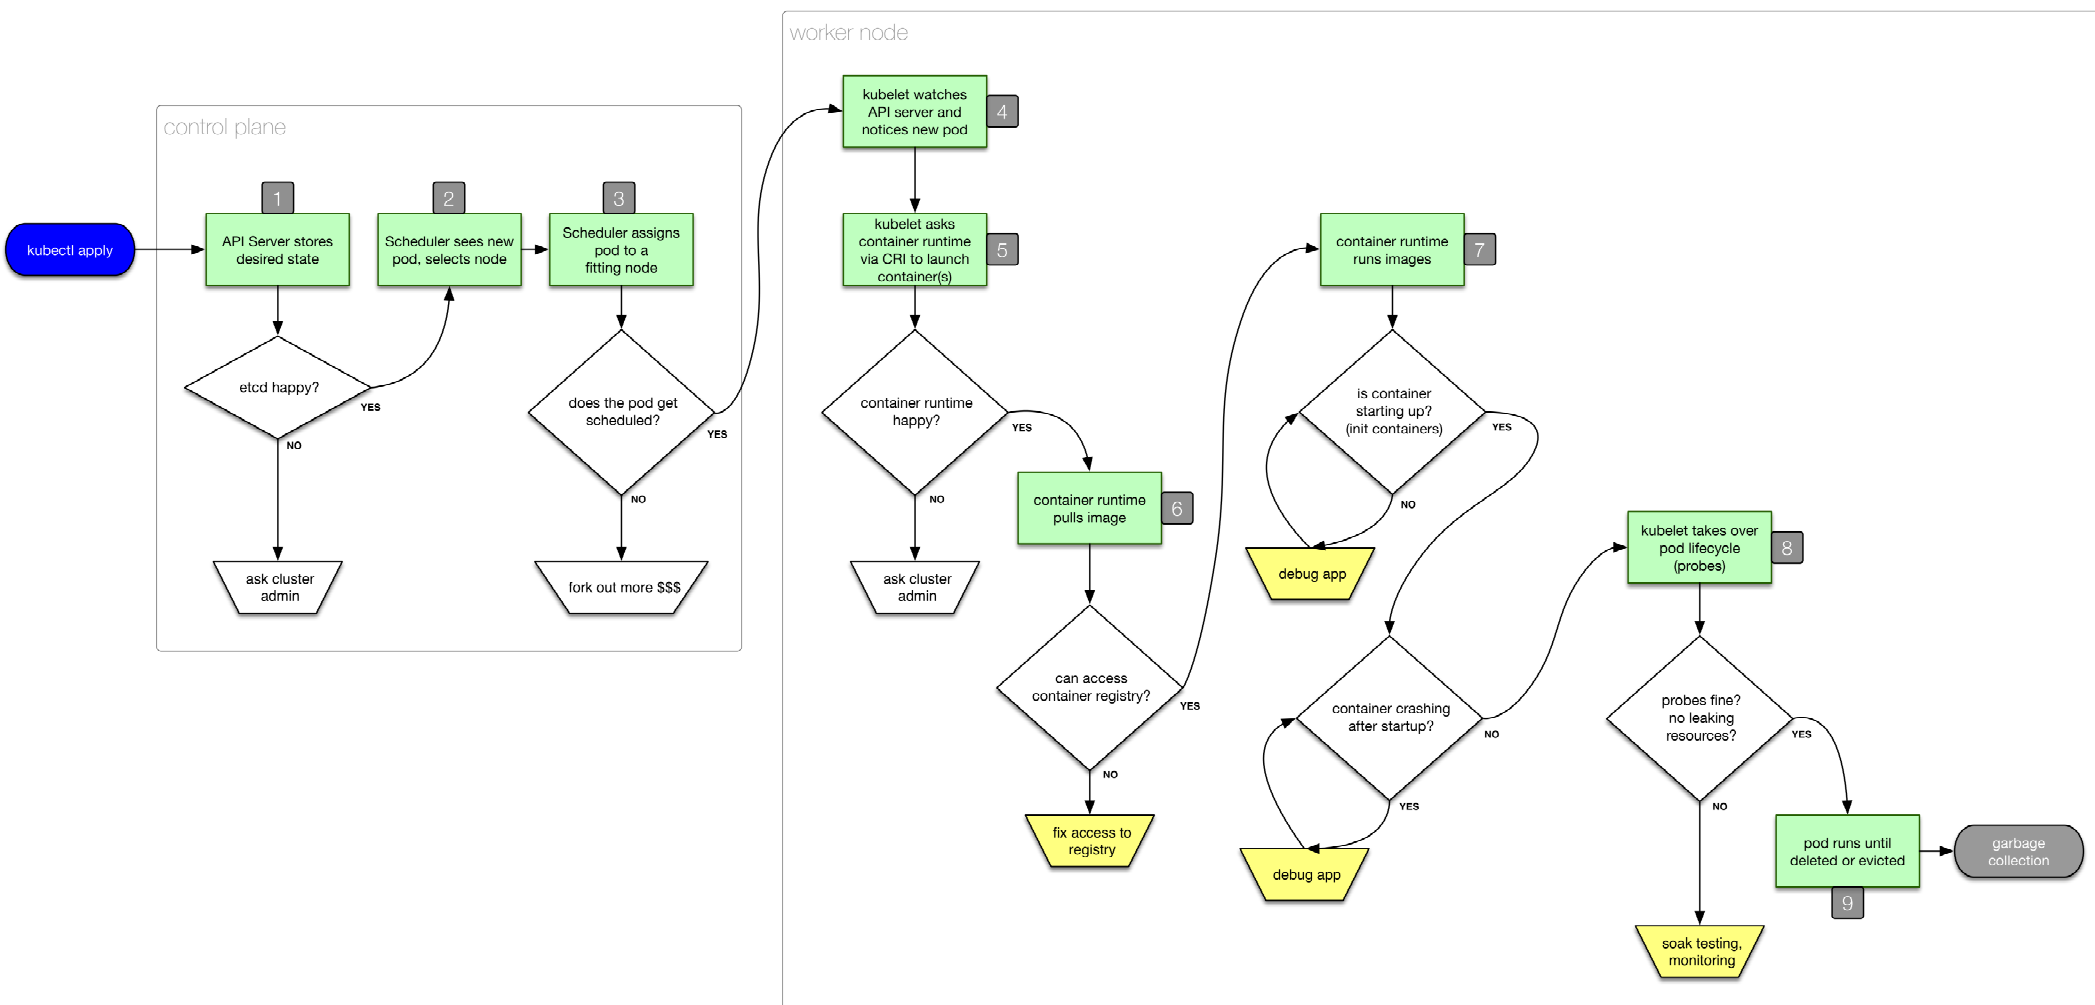 worker node
control plane
kubectl apply
1
API Server stores
desired state
etcd happy?
YES
NO
ask cluster
admin
2
Scheduler sees new
pod, selects node
3
Scheduler assigns
pod to a
fitting node
does the pod get
scheduled?
YES
NO
fork out more $$$
kubelet watches
API server and
notices new pod
4
kubelet asks
container runtime
via CRI to launch
container(s)
5
container runtime
happy?
YES
NO
ask cluster
admin
container runtime
pulls image
6
can access
container registry?
YES
NO
fix access to
registry
container runtime
runs images
7
is container
starting up?
(init containers)
YES
NO
debug app
container crashing
after startup?
NO
YES
debug app
kubelet takes over
pod lifecycle
(probes)
8
probes fine?
no leaking
resources?
YES
NO
soak testing,
monitoring
pod runs until
deleted or evicted
9
garbage
collection